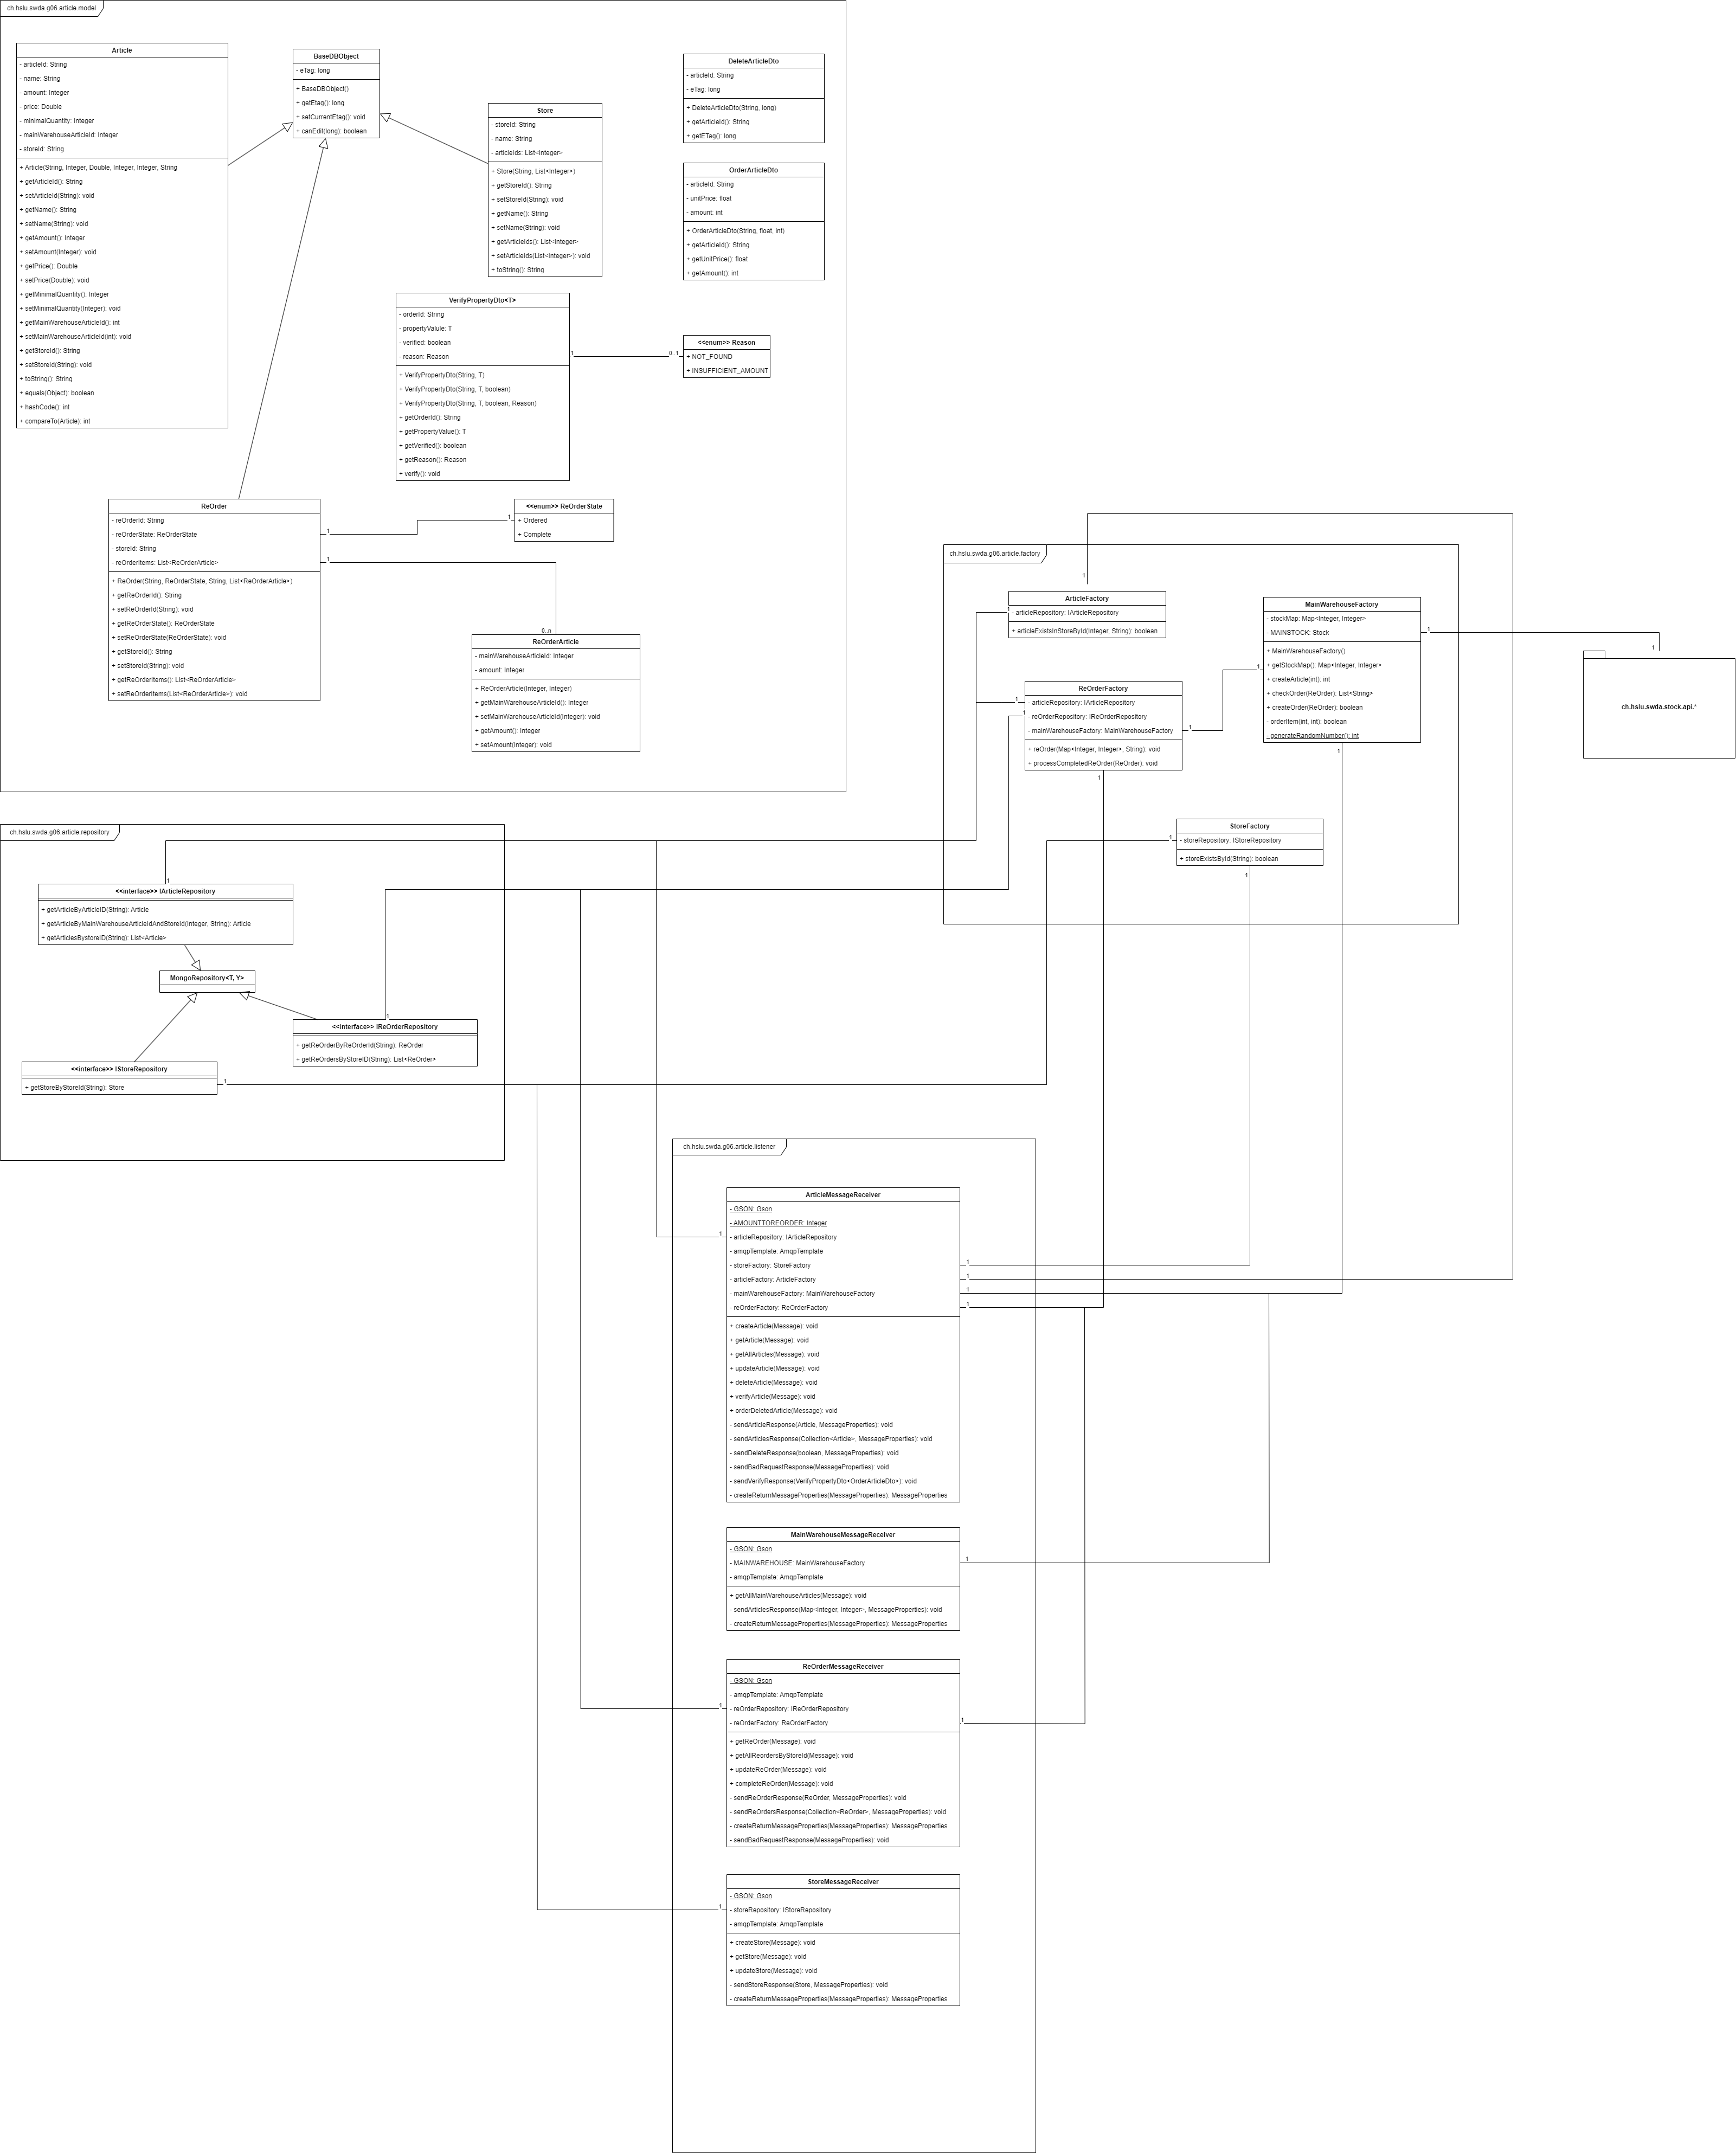 ch.hslu.swda.g06.article.model
Article
- articleId: String
- name: String
- amount: Integer
- price: Double
- minimalQuantity: Integer
- mainWarehouseArticleId: Integer
- storeId: String
+ Article(String, Integer, Double, Integer, Integer, String
+ getArticleId(): String
+ setArticleId(String): void
+ getName(): String
+ setName(String): void
+ getAmount(): Integer
+ setAmount(Integer): void
+ getPrice(): Double
+ setPrice(Double): void
+ getMinimalQuantity(): Integer
+ setMinimalQuantity(Integer): void
+ getMainWarehouseArticleId(): int
+ setMainWarehouseArticleId(int): void
+ getStoreId(): String
+ setStoreId(String): void
+ toString(): String
+ equals(Object): boolean
+ hashCode(): int
+ compareTo(Article): int
BaseDBObject
- eTag: long
+ BaseDBObject()
+ getEtag(): long
+ setCurrentEtag(): void
+ canEdit(long): boolean
Store
- storeId: String
- name: String
- articleIds: List<Integer>
+ Store(String, List<Integer>)
+ getStoreId(): String
+ setStoreId(String): void
+ getName(): String
+ setName(String): void
+ getArticleIds(): List<Integer>
+ setArticleIds(List<Integer>): void
+ toString(): String
DeleteArticleDto
- articleId: String
- eTag: long
+ DeleteArticleDto(String, long)
+ getArticleId(): String
+ getETag(): long
OrderArticleDto
- articleId: String
- unitPrice: float
- amount: int
+ OrderArticleDto(String, float, int)
+ getArticleId(): String
+ getUnitPrice(): float
+ getAmount(): int
VerifyPropertyDto<T>
- orderId: String
- propertyValule: T
- verified: boolean
- reason: Reason
+ VerifyPropertyDto(String, T)
+ VerifyPropertyDto(String, T, boolean)
+ VerifyPropertyDto(String, T, boolean, Reason)
+ getOrderId(): String
+ getPropertyValue(): T
+ getVerified(): boolean
+ getReason(): Reason
+ verify(): void
1
0..1
<<enum>> Reason
+ NOT_FOUND
+ INSUFFICIENT_AMOUNT
ReOrder
- reOrderId: String
- reOrderState: ReOrderState
- storeId: String
- reOrderItems: List<ReOrderArticle>
+ ReOrder(String, ReOrderState, String, List<ReOrderArticle>)
+ getReOrderId(): String
+ setReOrderId(String): void
+ getReOrderState(): ReOrderState
+ setReOrderState(ReOrderState): void
+ getStoreId(): String
+ setStoreId(String): void
+ getReOrderItems(): List<ReOrderArticle>
+ setReOrderItems(List<ReOrderArticle>): void
1
1
<<enum>> ReOrderState
+ Ordered
+ Complete
1
0..n
ReOrderArticle
- mainWarehouseArticleId: Integer
- amount: Integer
+ ReOrderArticle(Integer, Integer)
+ getMainWarehouseArticleId(): Integer
+ setMainWarehouseArticleId(Integer): void
+ getAmount(): Integer
+ setAmount(Integer): void
ch.hslu.swda.g06.article.factory
1
ArticleFactory
1
- articleRepository: IArticleRepository
+ articleExistsInStoreById(Integer, String): boolean
MainWarehouseFactory
- stockMap: Map<Integer, Integer>
- MAINSTOCK: Stock
+ MainWarehouseFactory()
+ getStockMap(): Map<Integer, Integer>
+ createArticle(int): int
+ checkOrder(ReOrder): List<String>
+ createOrder(ReOrder): boolean
- orderItem(int, int): boolean
- generateRandomNumber(): int
1
1
ch.hslu.swda.stock.api.*
ReOrderFactory
1
- articleRepository: IArticleRepository
1
- reOrderRepository: IReOrderRepository
- mainWarehouseFactory: MainWarehouseFactory
+ reOrder(Map<Integer, Integer>, String): void
+ processCompletedReOrder(ReOrder): void
1
1
1
1
StoreFactory
1
- storeRepository: IStoreRepository
+ storeExistsById(String): boolean
1
ch.hslu.swda.g06.article.repository
1
<<interface>> IArticleRepository
+ getArticleByArticleID(String): Article
+ getArticleByMainWarehouseArticleIdAndStoreId(Integer, String): Article
+ getArticlesBystoreID(String): List<Article>
MongoRepository<T, Y>
1
<<interface>> IReOrderRepository
+ getReOrderByReOrderId(String): ReOrder
+ getReOrdersByStoreID(String): List<ReOrder>
<<interface>> IStoreRepository
+ getStoreByStoreId(String): Store
1
ch.hslu.swda.g06.article.listener
ArticleMessageReceiver
- GSON: Gson
- AMOUNTTOREORDER: Integer
1
- articleRepository: IArticleRepository
- amqpTemplate: AmqpTemplate
- storeFactory: StoreFactory
- articleFactory: ArticleFactory
- mainWarehouseFactory: MainWarehouseFactory
- reOrderFactory: ReOrderFactory
1
1
1
1
+ createArticle(Message): void
+ getArticle(Message): void
+ getAllArticles(Message): void
+ updateArticle(Message): void
+ deleteArticle(Message): void
+ verifyArticle(Message): void
+ orderDeletedArticle(Message): void
- sendArticleResponse(Article, MessageProperties): void
- sendArticlesResponse(Collection<Article>, MessageProperties): void
- sendDeleteResponse(boolean, MessageProperties): void
- sendBadRequestResponse(MessageProperties): void
- sendVerifyResponse(VerifyPropertyDto<OrderArticleDto>): void
- createReturnMessageProperties(MessageProperties): MessageProperties
MainWarehouseMessageReceiver
- GSON: Gson
- MAINWAREHOUSE: MainWarehouseFactory
1
- amqpTemplate: AmqpTemplate
+ getAllMainWarehouseArticles(Message): void
- sendArticlesResponse(Map<Integer, Integer>, MessageProperties): void
- createReturnMessageProperties(MessageProperties): MessageProperties
ReOrderMessageReceiver
- GSON: Gson
- amqpTemplate: AmqpTemplate
1
- reOrderRepository: IReOrderRepository
- reOrderFactory: ReOrderFactory
1
+ getReOrder(Message): void
+ getAllReordersByStoreId(Message): void
+ updateReOrder(Message): void
+ completeReOrder(Message): void
- sendReOrderResponse(ReOrder, MessageProperties): void
- sendReOrdersResponse(Collection<ReOrder>, MessageProperties): void
- createReturnMessageProperties(MessageProperties): MessageProperties
- sendBadRequestResponse(MessageProperties): void
StoreMessageReceiver
- GSON: Gson
1
- storeRepository: IStoreRepository
- amqpTemplate: AmqpTemplate
+ createStore(Message): void
+ getStore(Message): void
+ updateStore(Message): void
- sendStoreResponse(Store, MessageProperties): void
- createReturnMessageProperties(MessageProperties): MessageProperties